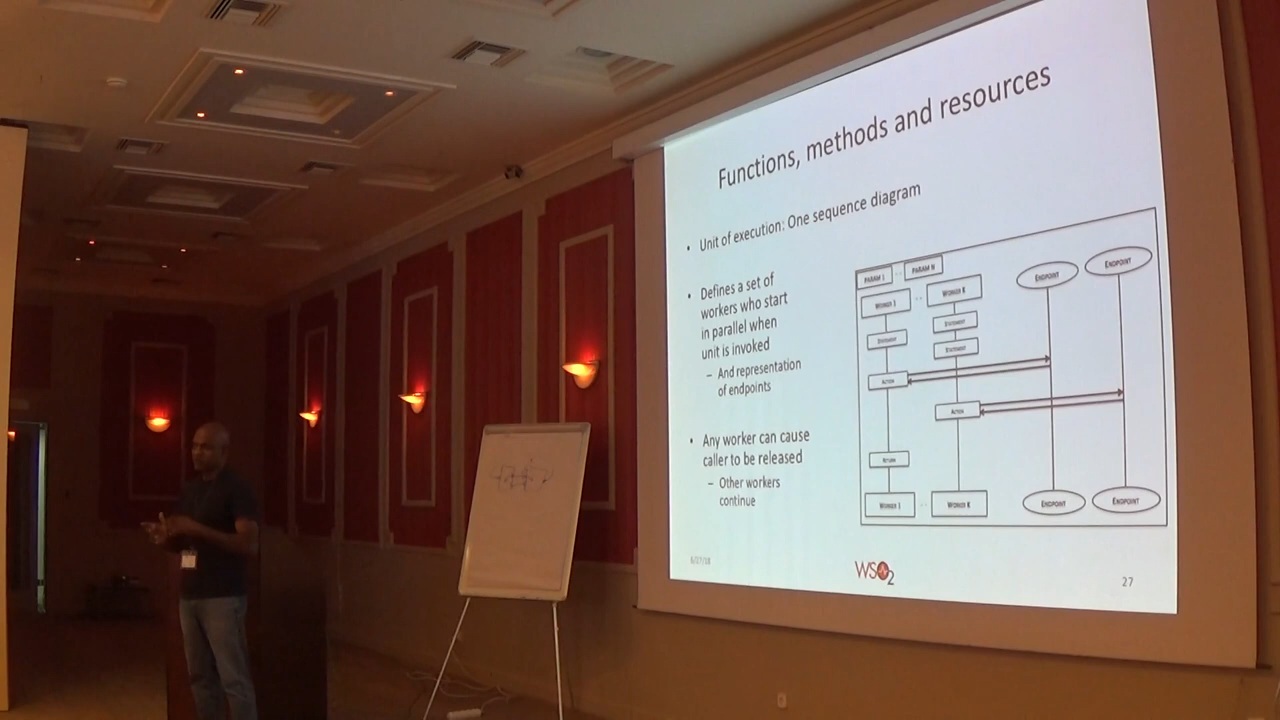 Functions, methods and resources
• Unit of execution: One sequence diagram
• Defines a set of
workers who start
in parallel when
unit is invoked
– And representation
of endpoints
• Any worker can cause
caller to be released
– Other workers
continue
PARAM 1 .. PARAM N
WORKER 1 .. WORKER K
ENDPOINT ENDPOINT
STATEMENT
STATEMENT
STATEMENT
ACTION
ACTION
RETURN
WORKER 1 .. WORKER K ENDPOINT ENDPOINT
6/27/18
WSO2
27